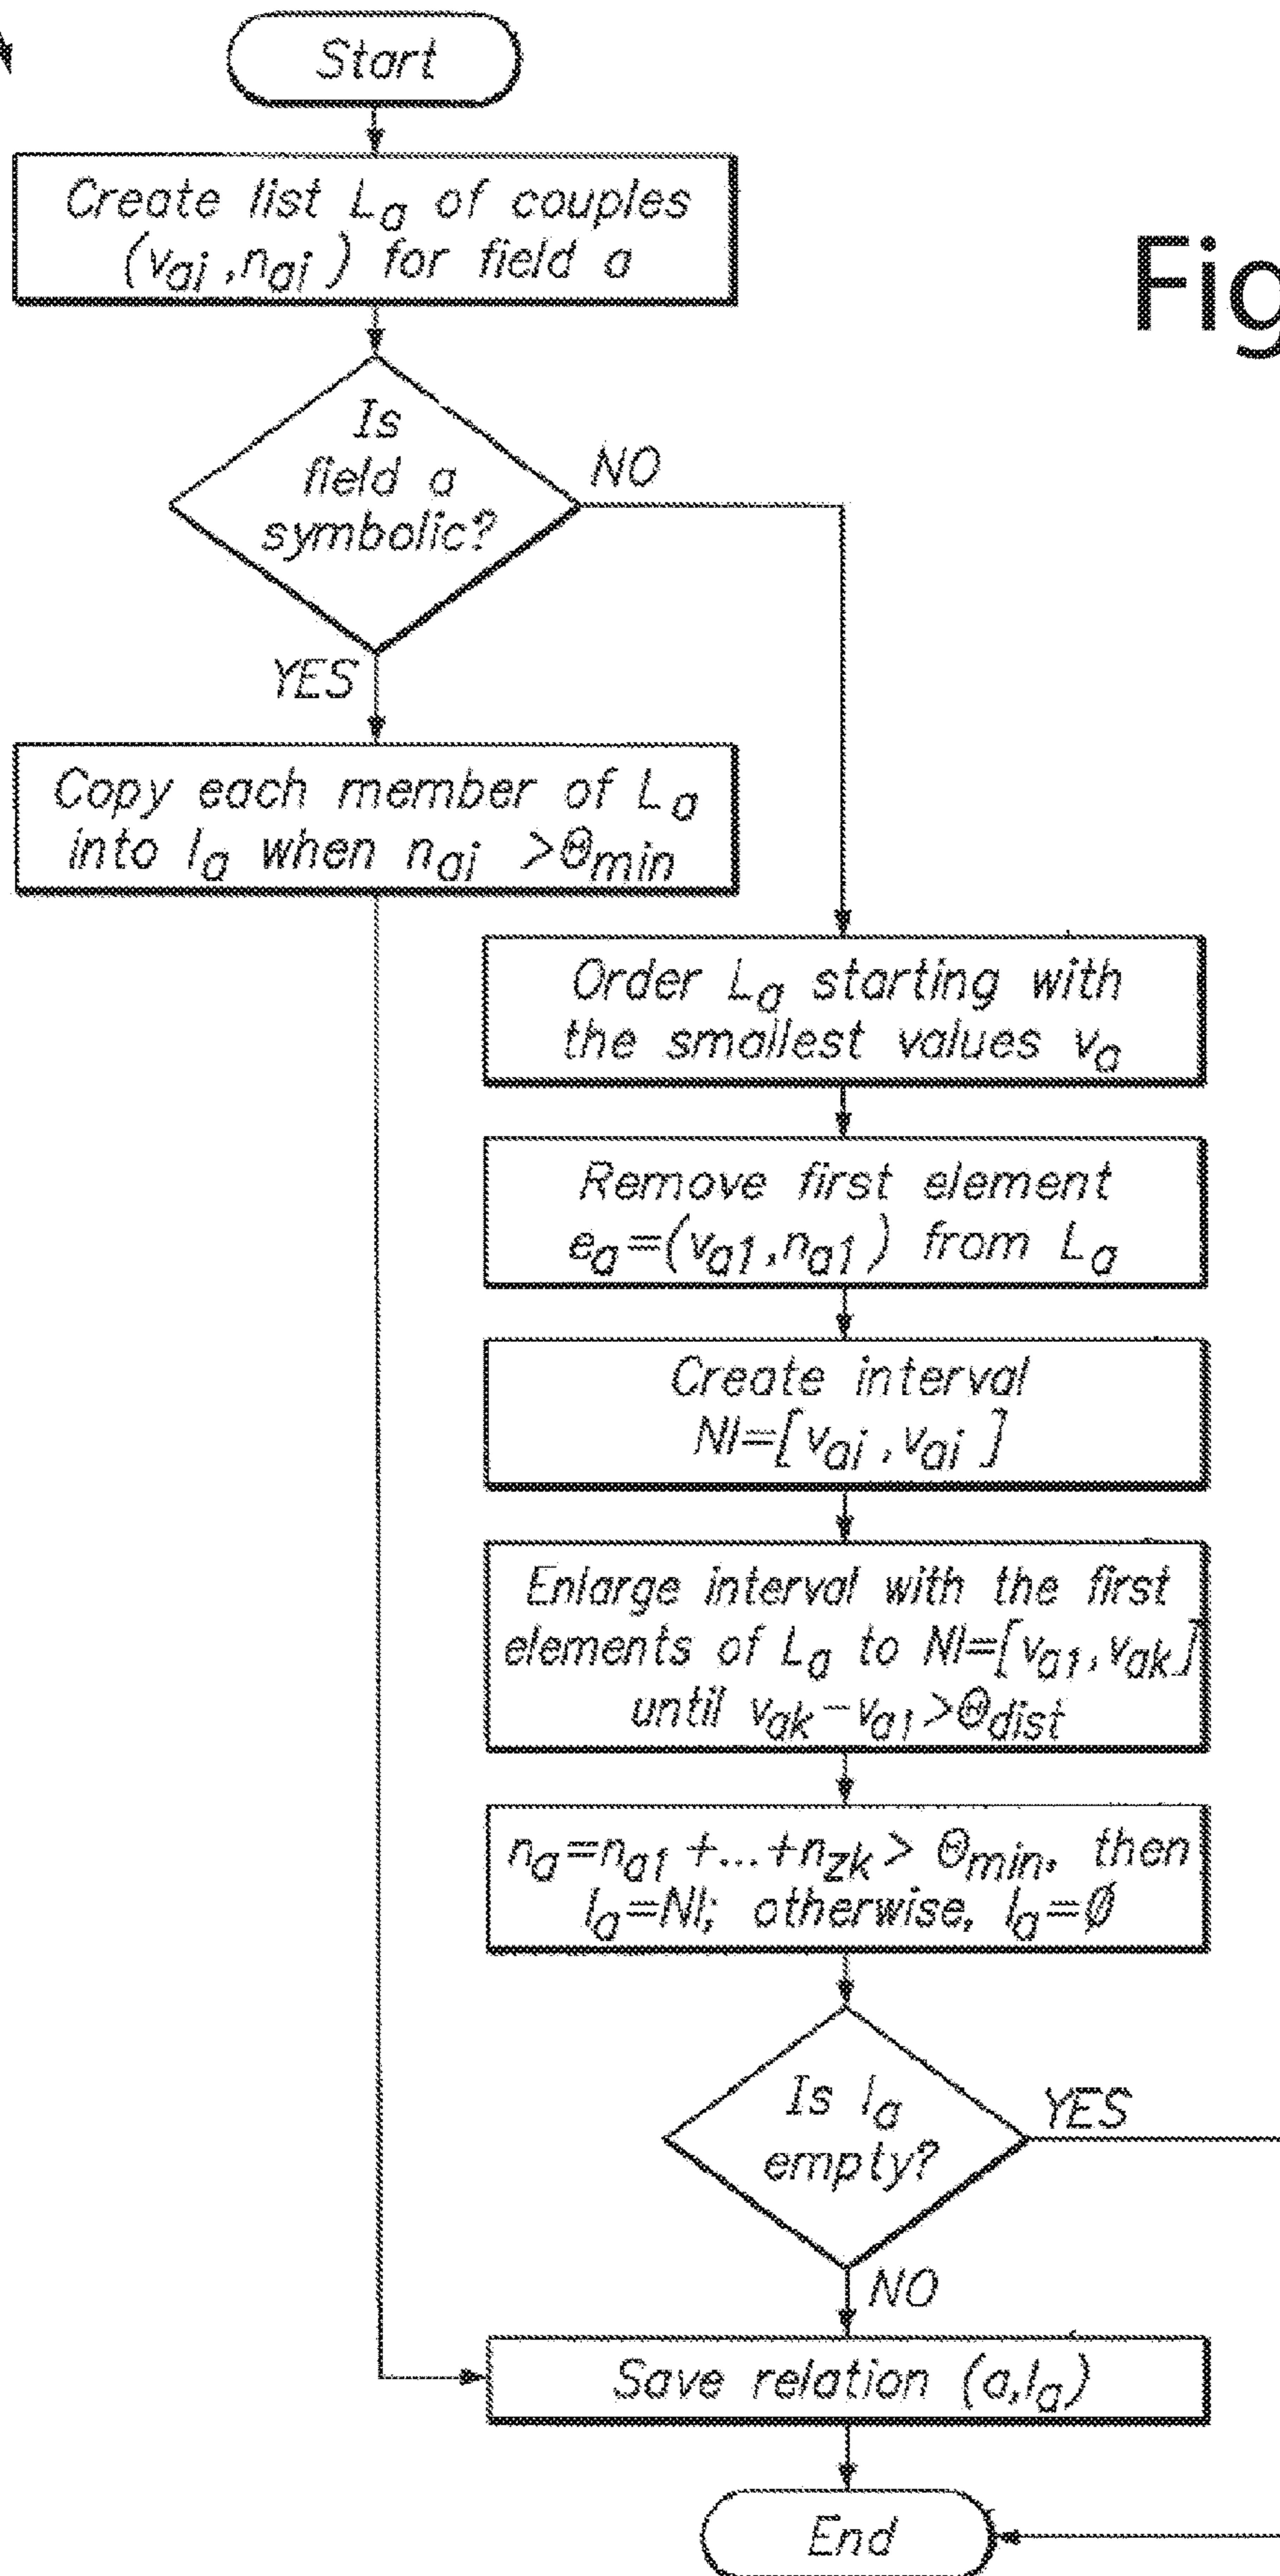 Start
Create list Lₐ of couples
(vₐᵢ, nₐᵢ) for field a
Fig
Is
field a
symbolic?
NO
YES
Copy each member of Lₐ
into Iₐ when nₐᵢ >Θmin
Order Lₐ starting with
the smallest values vₐ
Remove first element
eₐ=(vₐ₁,nₐ₁) from Lₐ
Create interval
NI=[vₐᵢ,vₐᵢ]
Enlarge interval with the first
elements of Lₐ to NI=[vₐ₁,vₐₖ]
until vₐₖ−vₐ₁>Θdist
nₐ=nₐ₁+...+nzk> Θmin, then
Iₐ=NI; otherwise, Iₐ=∅
Is Iₐ
empty?
YES
NO
Save relation (a,Iₐ)
End